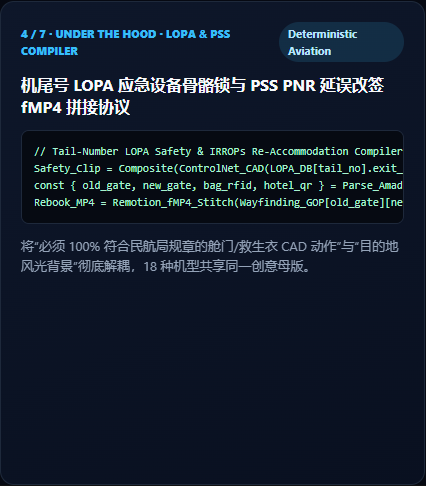 4 / 7 · UNDER THE HOOD · LOPA & PSS
COMPILER
Deterministic
Aviation
机尾号 LOPA 应急设备骨骼锁与 PSS PNR 延误改签
fMP4 拼接协议
// Tail-Number LOPA Safety & IRROPs Re-Accommodation Compiler
Safety_Clip = Composite(ControlNet_CAD(LOPA_DB[tail_no].exit_
const { old_gate, new_gate, bag_rfid, hotel_qr } = Parse_Amad
Rebook_MP4 = Remotion_fMP4_Stitch(Wayfinding_GOP[old_gate][ne
将“必须 100% 符合民航局规章的舱门/救生衣 CAD 动作”与“目的地
风光背景”彻底解耦，18 种机型共享同一创意母版。